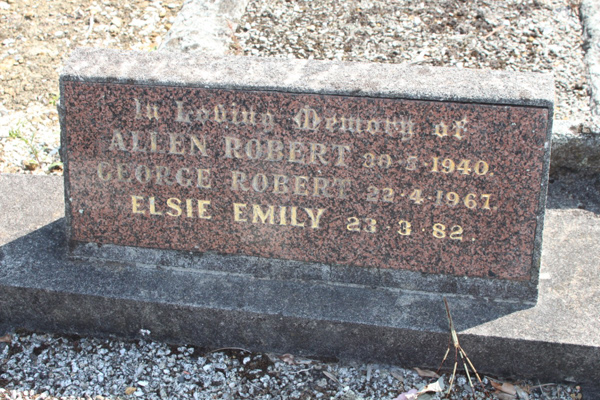 In Loving Memory of
ALLEN ROBERT 30-5-1940.
GEORGE ROBERT 22-4-1961.
ELSIE EMILY 23-3-82.